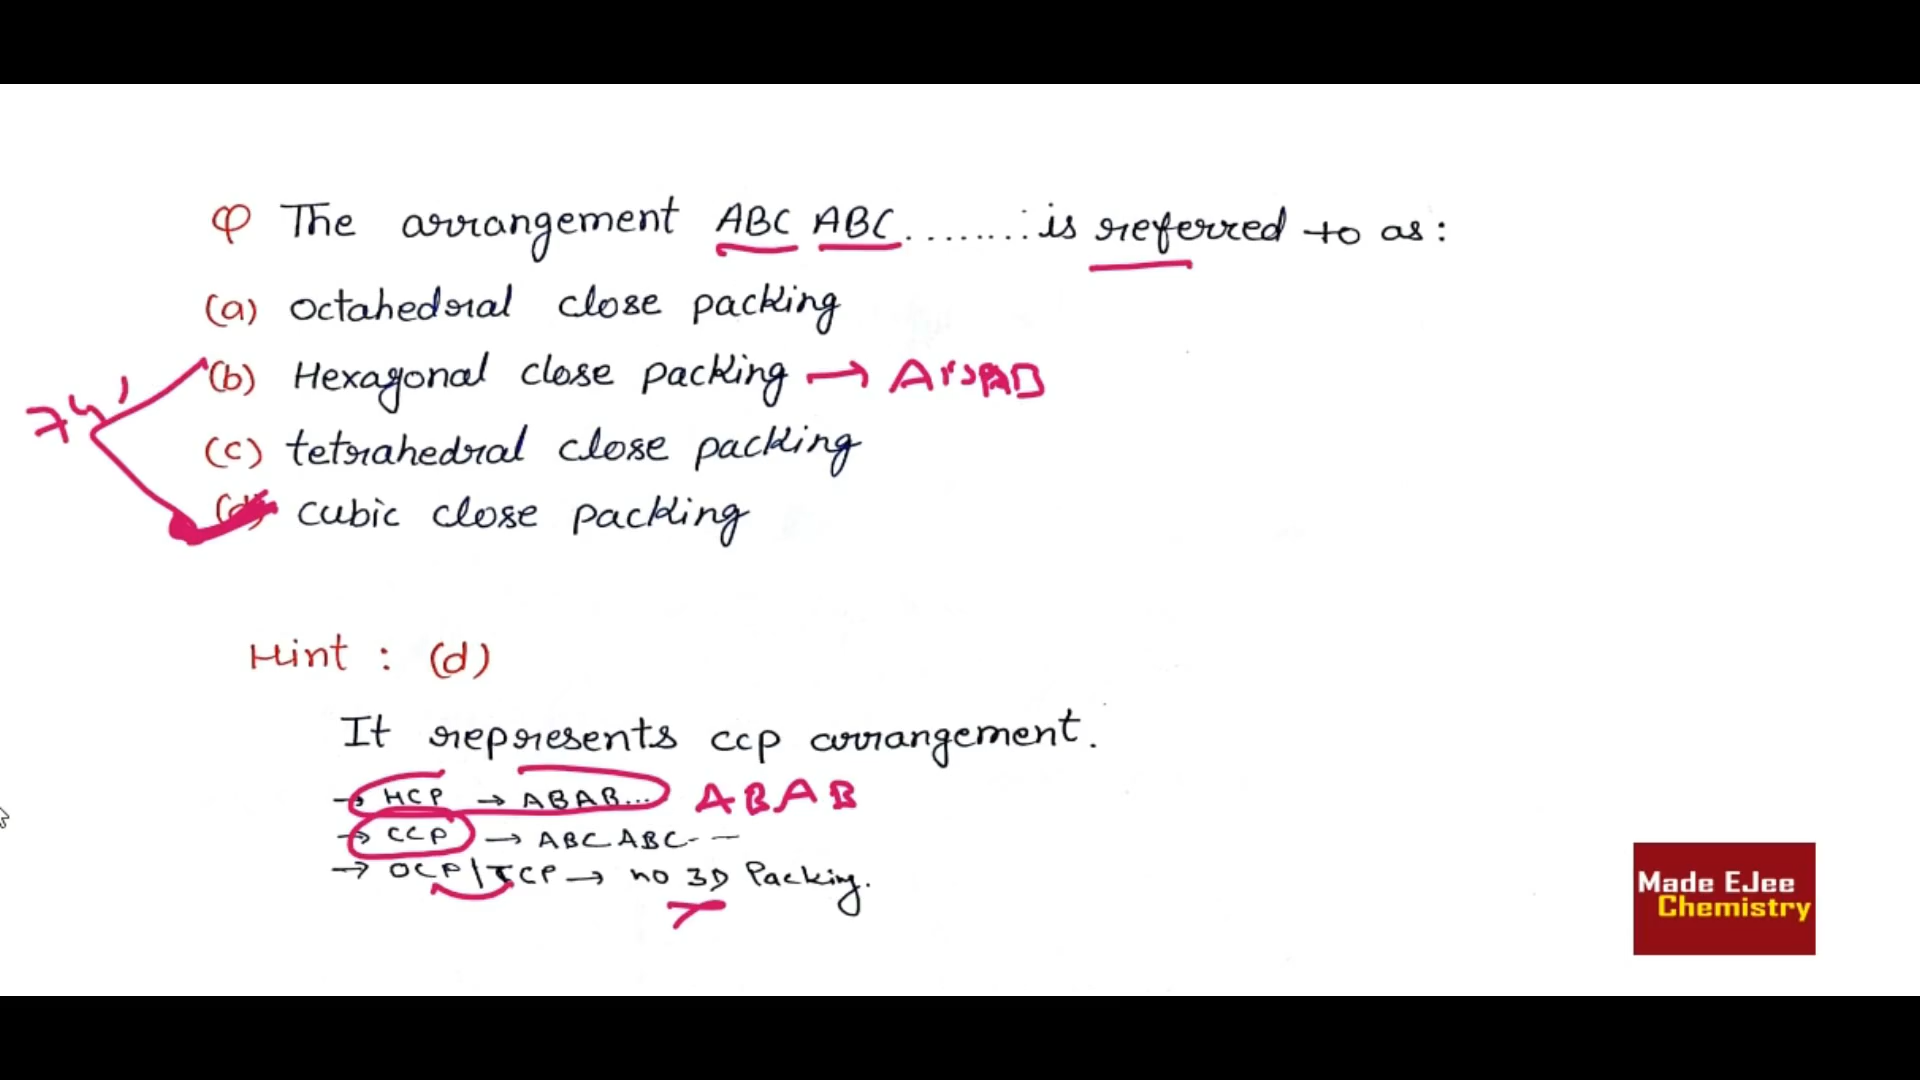 Q The arrangement ABC ABC........is referred to as:
(a) octahedral close packing
(b) Hexagonal close packing →
74%
(c) tetrahedral close packing
(d) cubic close packing
Hint : (d)
It represents ccp arrangement.
→ HCP → ABAB... ABAB
→ CCP → ABC ABC---
→ OCP/TCP → no 3D Packing.
Made EJee
Chemistry